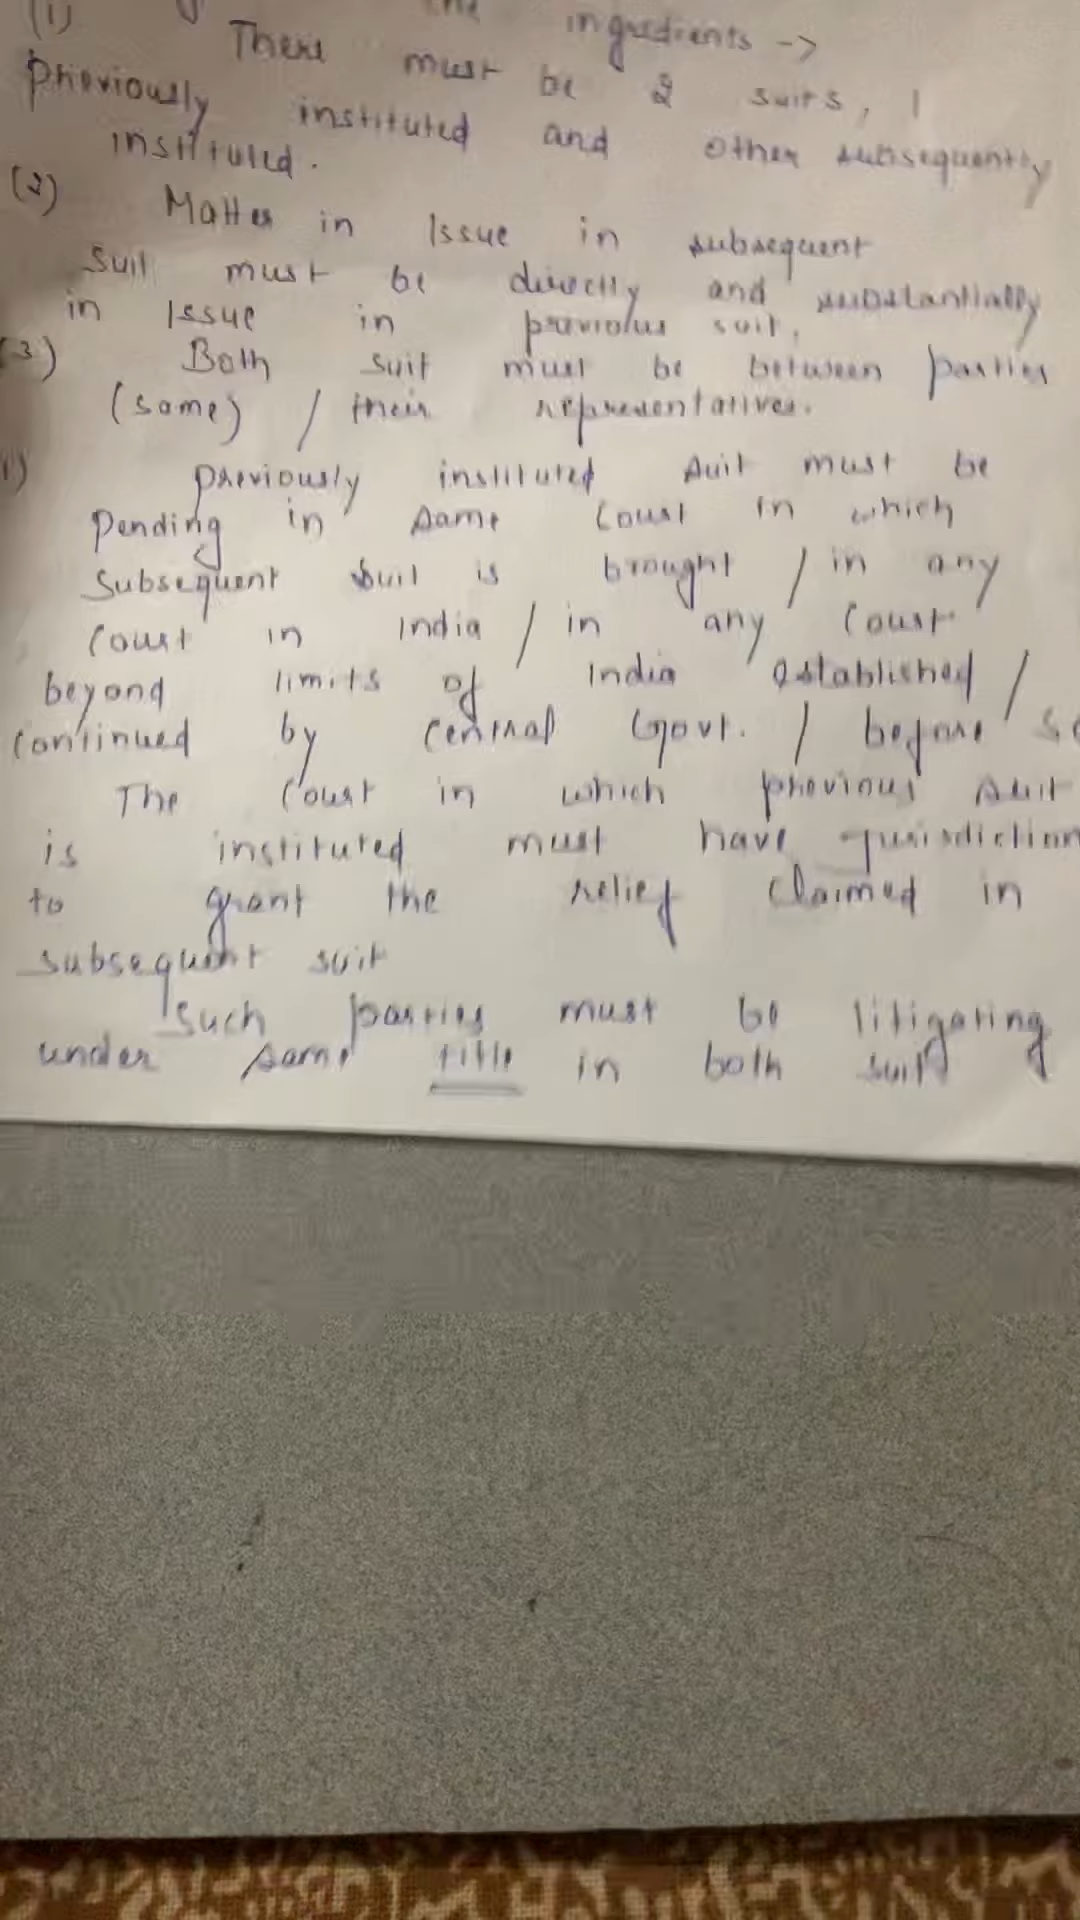 (1) the ingredients ->
There must be 2 suits, 1
previously instituted and other subsequently
instituted.
(2) Matter in Issue in subsequent
suit must be directly and substantially
in Issue in previous suit.
(3) Both suit must be between parties
(same) / their representatives.
previously instituted suit must be
pending in same court in which
subsequent suit is brought / in any
court in India / in any court
beyond limits of India established /
continued by central Govt. / before SC
The court in which previous suit
is instituted must have jurisdiction
to grant the relief claimed in
subsequent suit
Such parties must be litigating
under same title in both suit